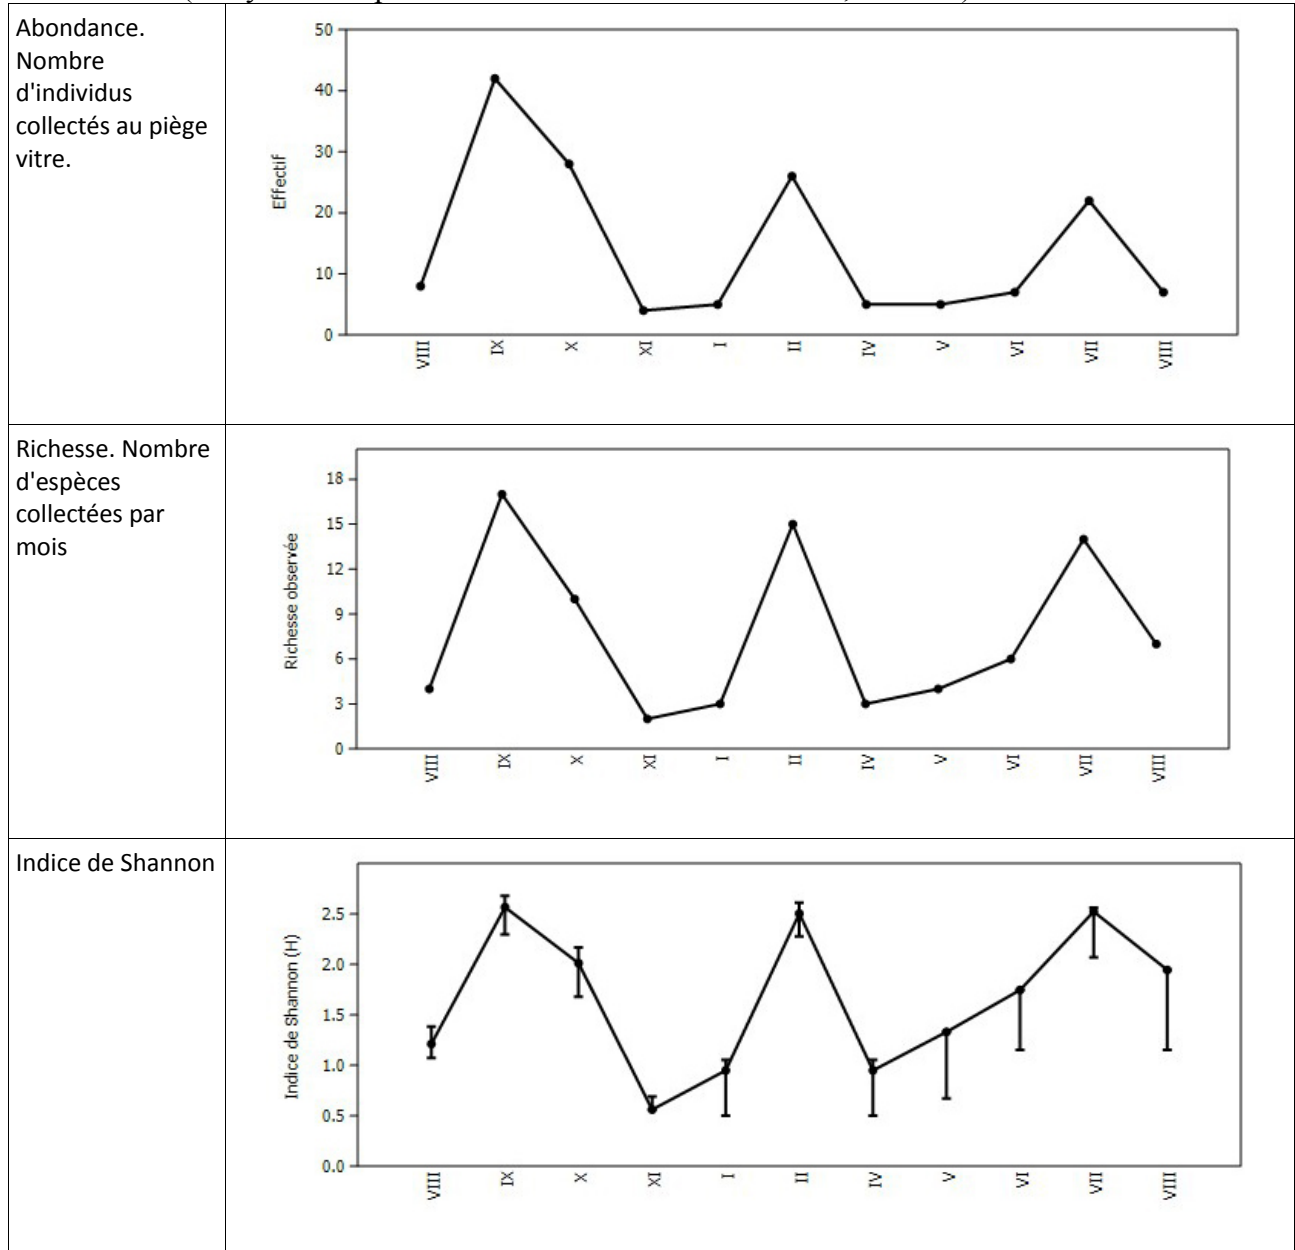 Abondance.
Nombre
d'individus
collectés au piège
vitre.
50
40
30
20
10
0
Effectif
VIII IX X XI I II IV V VI VII VIII
Richesse. Nombre
d'espèces
collectées par
mois
18
15
12
9
6
3
0
Richesse observée
VIII IX X XI I II IV V VI VII VIII
Indice de Shannon
2.5
2.0
1.5
1.0
0.5
0.0
Indice de Shannon (H)
VIII IX X XI I II IV V VI VII VIII